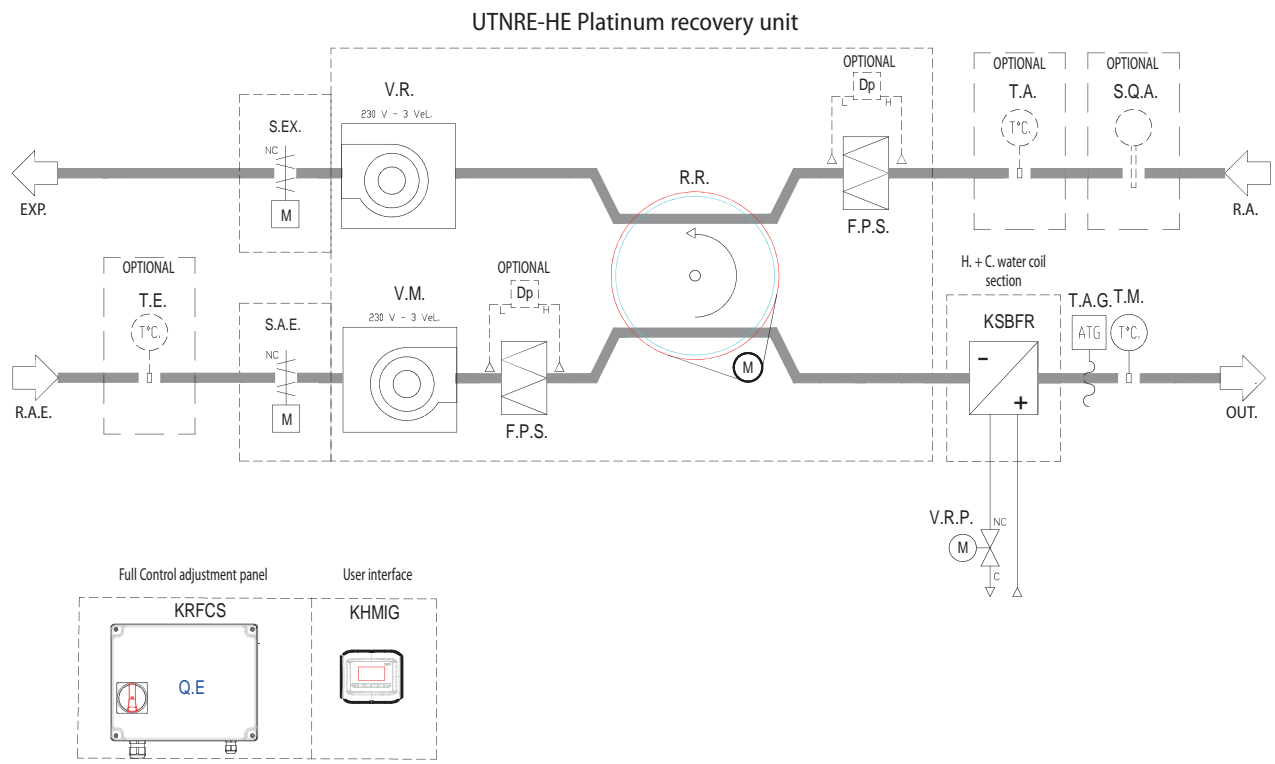 UTNRE-HE Platinum recovery unit
OPTIONAL
Dp
L
H
OPTIONAL
T.A.
T°C.
OPTIONAL
S.Q.A.
V.R.
230 V - 3 VeL.
S.EX.
NC
M
EXP.
R.R.
F.P.S.
R.A.
OPTIONAL
T.E.
T°C.
R.A.E.
S.A.E.
NC
M
V.M.
230 V - 3 VeL.
OPTIONAL
Dp
L
H
F.P.S.
M
H. + C. water coil
section
KSBFR
-
+
T.A.G.
ATG
T.M.
T°C.
OUT.
V.R.P.
NC
M
C
Full Control adjustment panel
KRFCS
Q.E
User interface
KHMIG